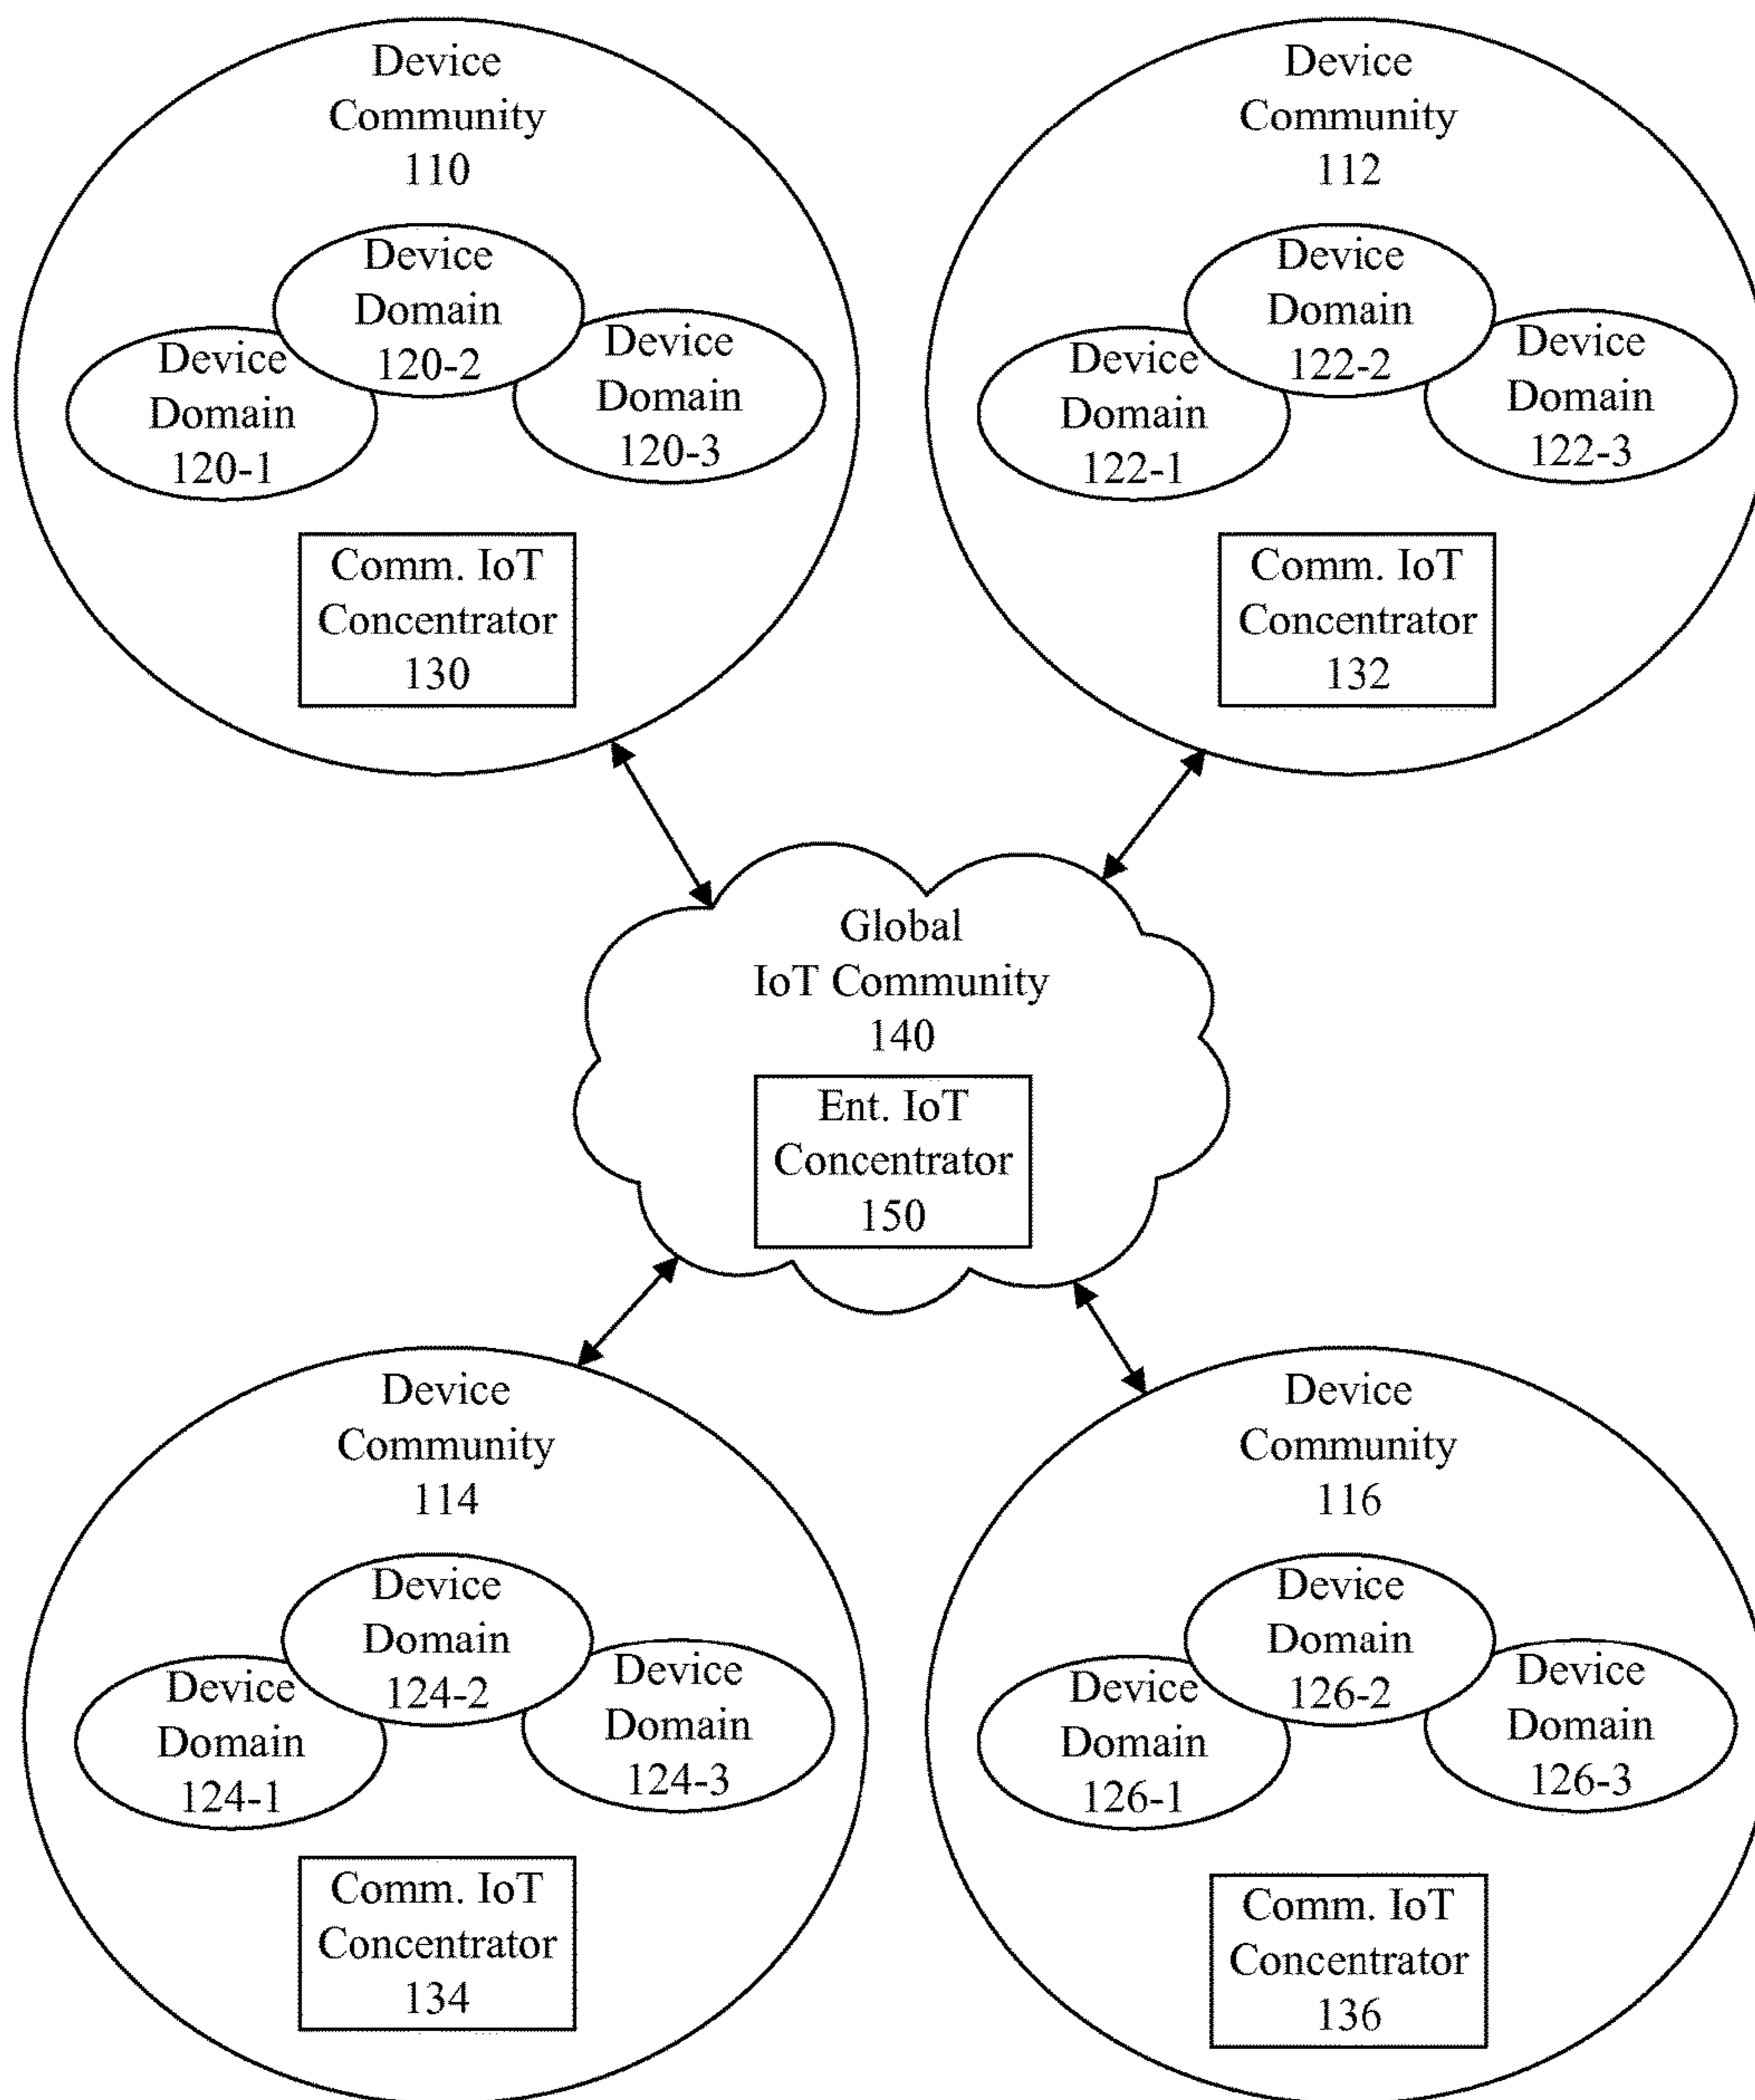 Device
Community
110
Device
Domain
120-2
Device
Domain
120-1
Device
Domain
120-3
Comm. IoT
Concentrator
130
Device
Community
112
Device
Domain
122-2
Device
Domain
122-1
Device
Domain
122-3
Comm. IoT
Concentrator
132
Global
IoT Community
140
Ent. IoT
Concentrator
150
Device
Community
114
Device
Domain
124-2
Device
Domain
124-1
Device
Domain
124-3
Comm. IoT
Concentrator
134
Device
Community
116
Device
Domain
126-2
Device
Domain
126-1
Device
Domain
126-3
Comm. IoT
Concentrator
136